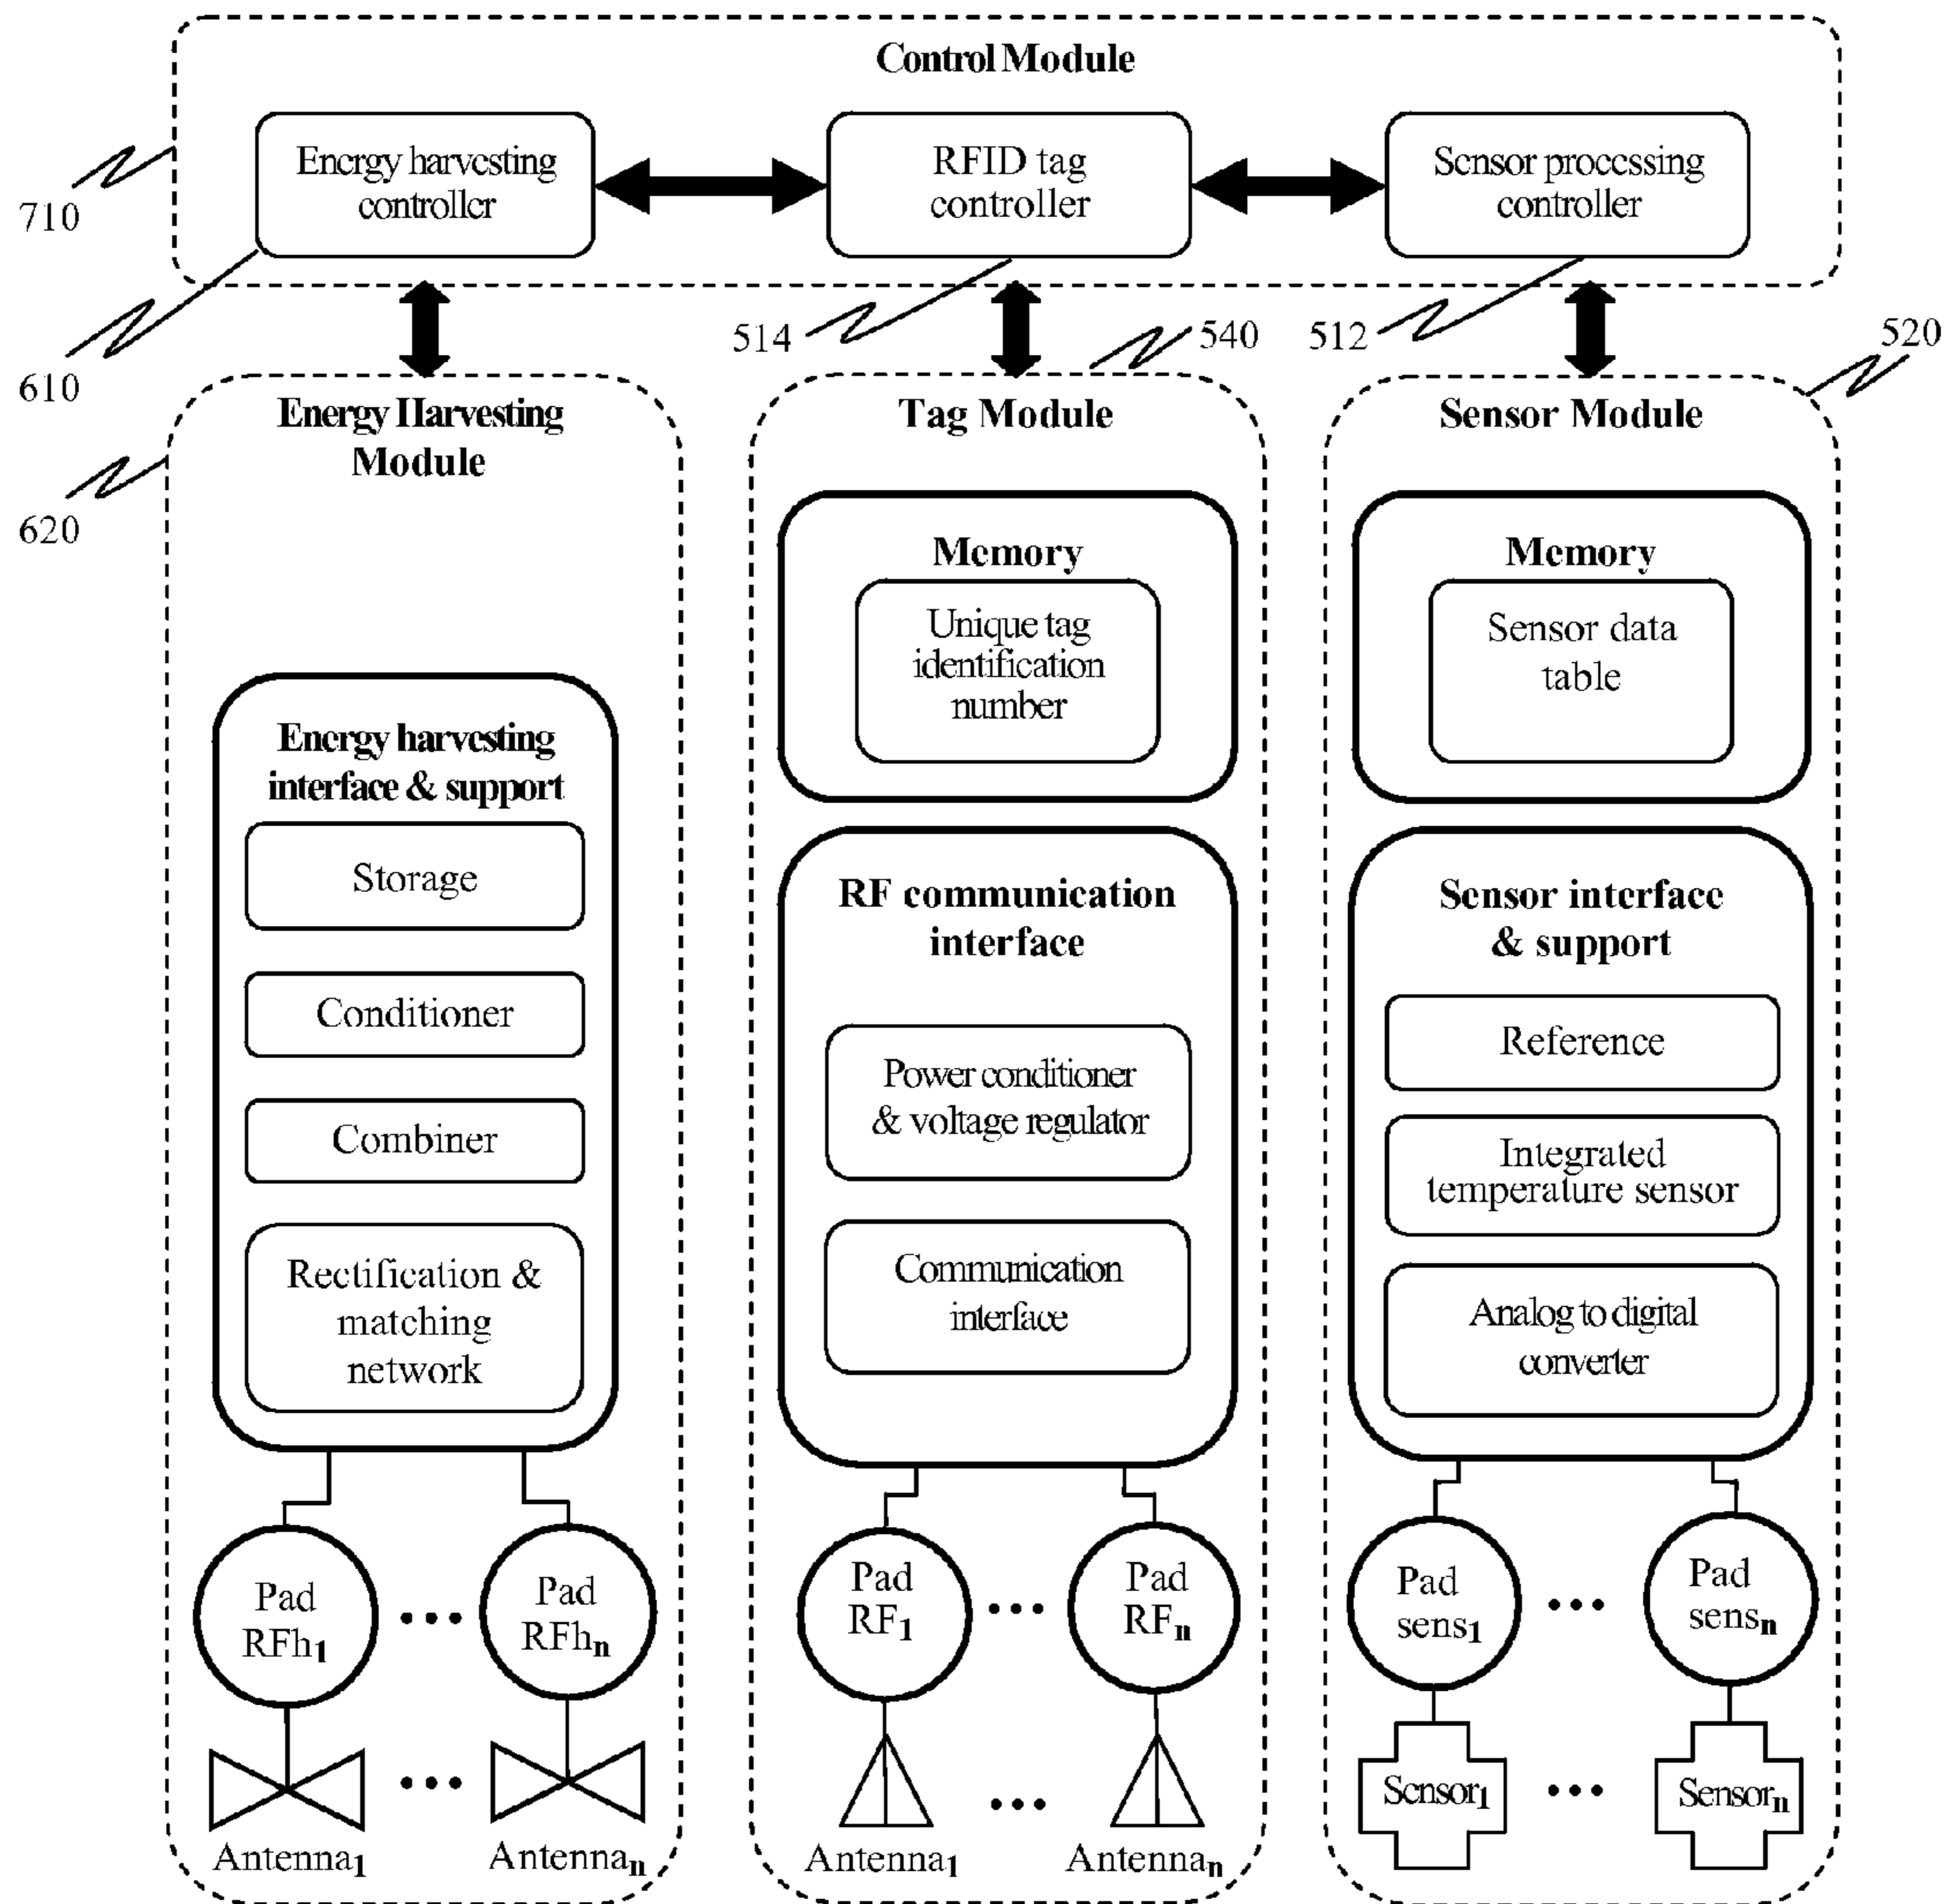 Control Module
Energy harvesting
controller
RFID tag
controller
Sensor processing
controller
710
610
514
540
512
520
620
Energy Harvesting
Module
Energy harvesting
interface & support
Storage
Conditioner
Combiner
Rectification &
matching
network
Pad
RFh1
Pad
RFhn
Antenna1
Antennan
Tag Module
Memory
Unique tag
identification
number
RF communication
interface
Power conditioner
& voltage regulator
Communication
interface
Pad
RF1
Pad
RFn
Antenna1
Antennan
Sensor Module
Memory
Sensor data
table
Sensor interface
& support
Reference
Integrated
temperature sensor
Analog to digital
converter
Pad
sens1
Pad
sensn
Sensor1
Sensorn